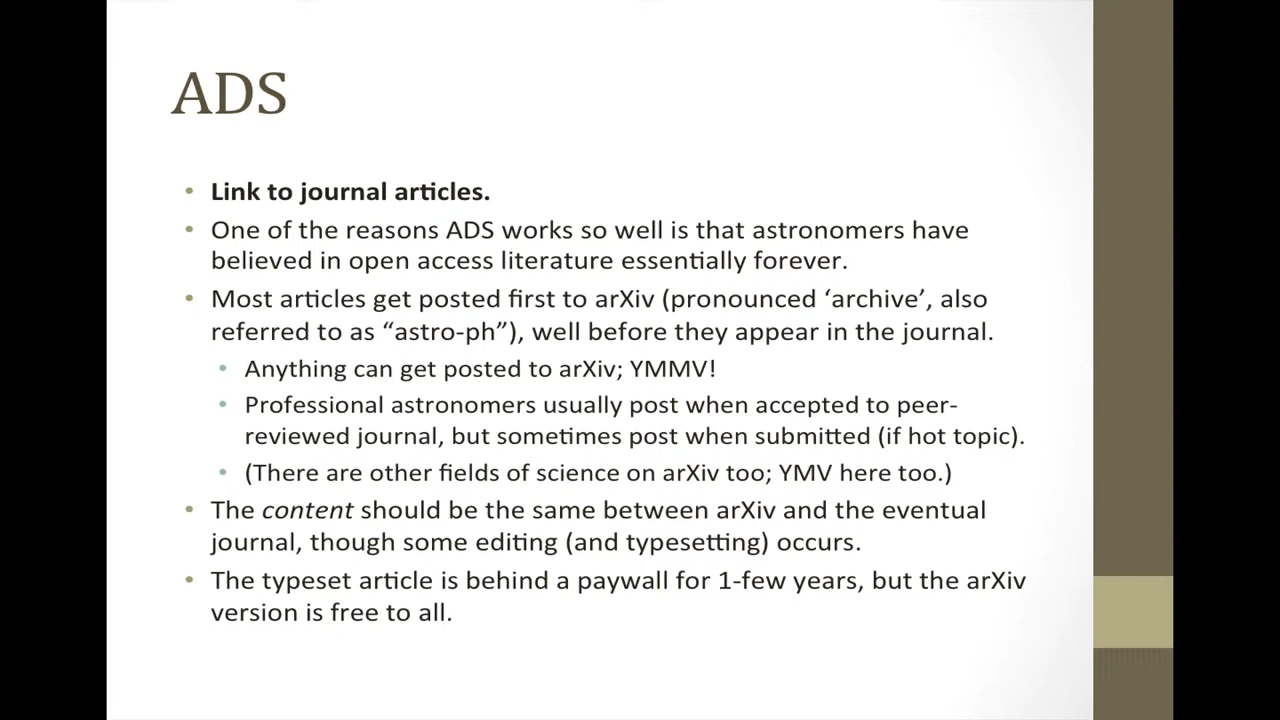 ADS
• Link to journal articles.
• One of the reasons ADS works so well is that astronomers have
believed in open access literature essentially forever.
• Most articles get posted first to arXiv (pronounced ‘archive’, also
referred to as “astro-ph”), well before they appear in the journal.
• Anything can get posted to arXiv; YMMV!
• Professional astronomers usually post when accepted to peer-
reviewed journal, but sometimes post when submitted (if hot topic).
• (There are other fields of science on arXiv too; YMV here too.)
• The content should be the same between arXiv and the eventual
journal, though some editing (and typesetting) occurs.
• The typeset article is behind a paywall for 1-few years, but the arXiv
version is free to all.